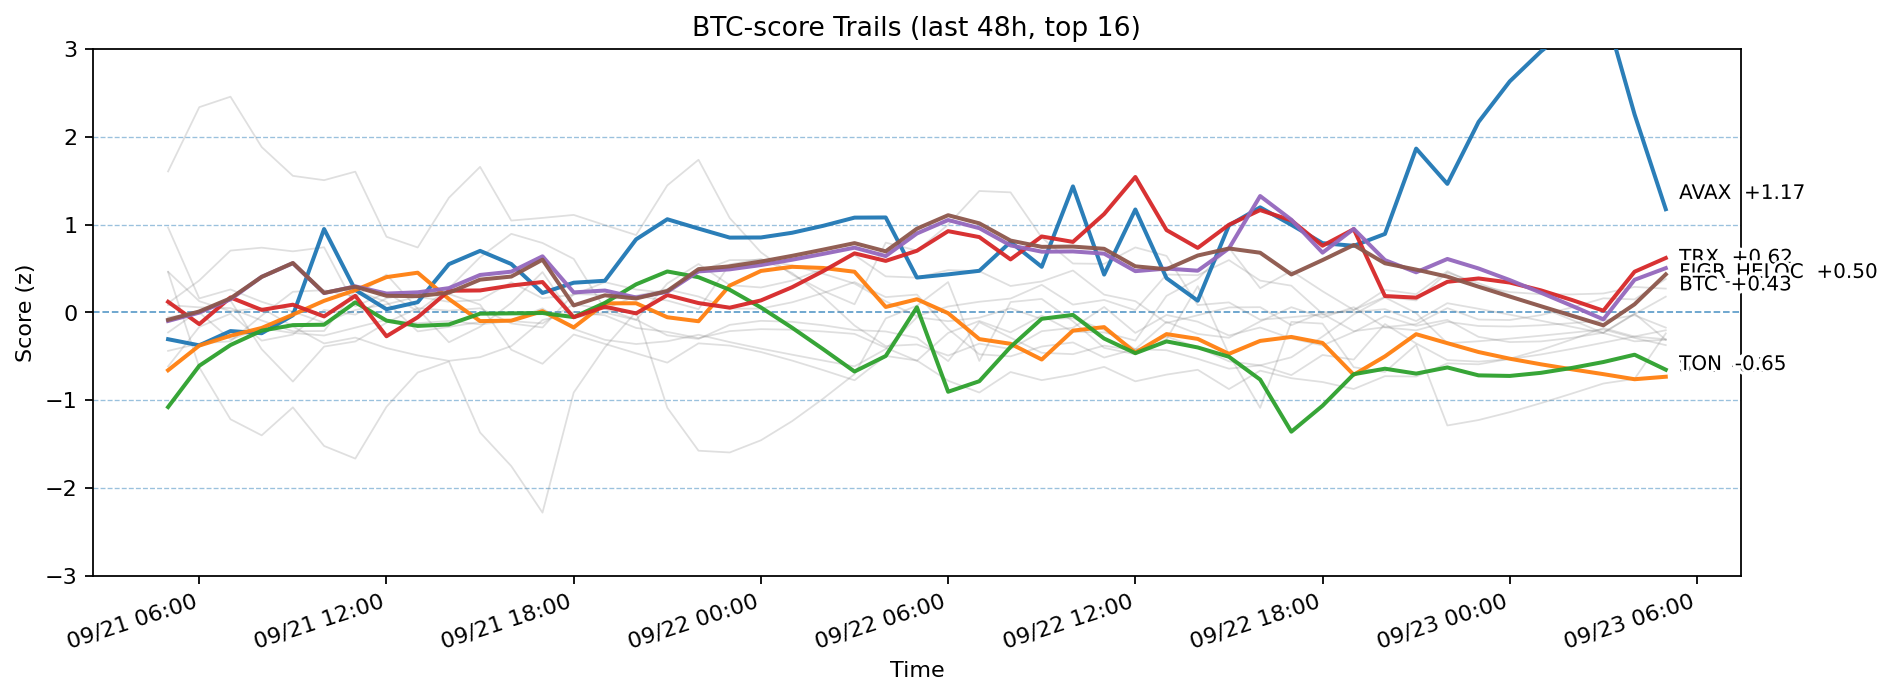 BTC-score Trails (last 48h, top 16)
3
2
1
0
−1
−2
−3
Score (z)
AVAX +1.17
TRX +0.62
FIGR_HELOC +0.50
BTC +0.43
TON -0.65
09/21 06:00
09/21 12:00
09/21 18:00
09/22 00:00
09/22 06:00
09/22 12:00
09/22 18:00
09/23 00:00
09/23 06:00
Time